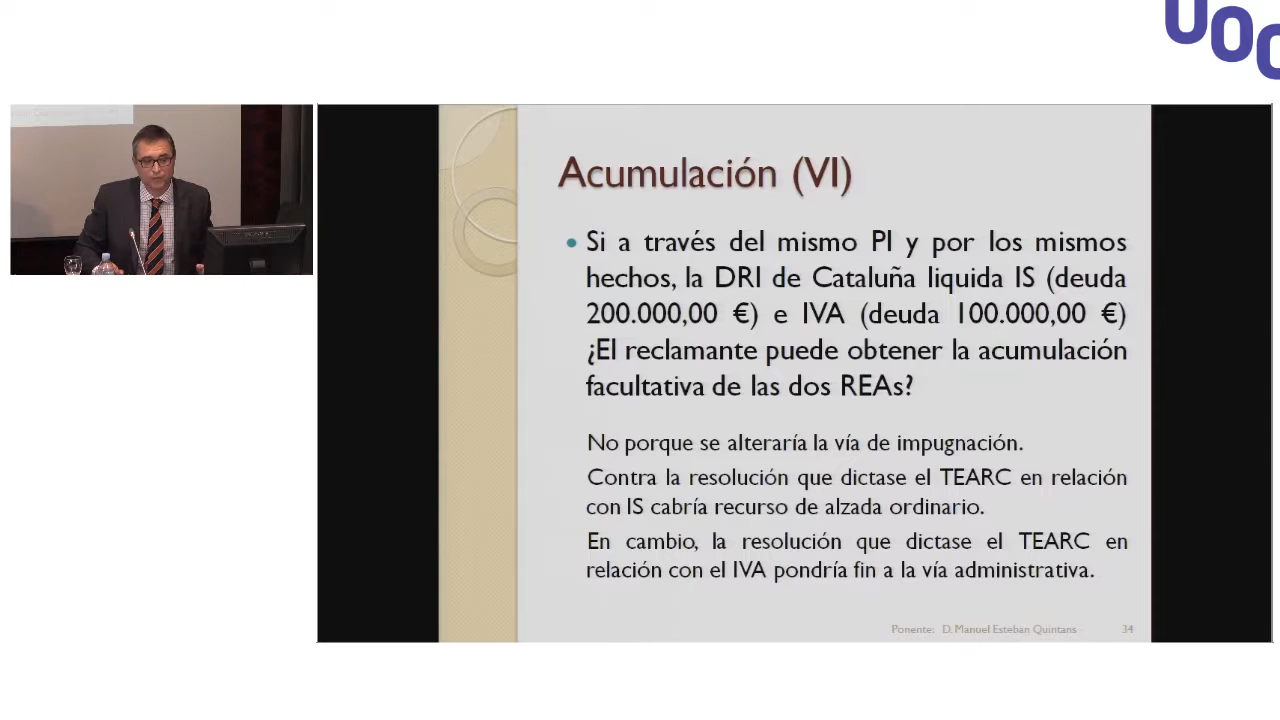 UOC
Acumulación (VI)
Si a través del mismo PI y por los mismos
hechos, la DRI de Cataluña liquida IS (deuda
200.000,00 €) e IVA (deuda 100.000,00 €)
¿El reclamante puede obtener la acumulación
facultativa de las dos REAs?
No porque se alteraría la vía de impugnación.
Contra la resolución que dictase el TEARC en relación
con IS cabría recurso de alzada ordinario.
En cambio, la resolución que dictase el TEARC en
relación con el IVA pondría fin a la vía administrativa.
Ponente: D. Manuel Esteban Quintans 34